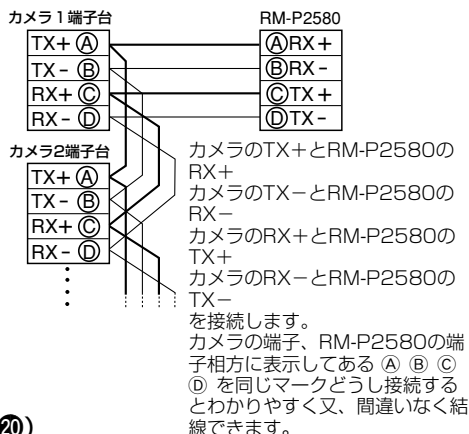 カメラ1端子台
TX+ Ⓐ
TX- Ⓑ
RX+ Ⓒ
RX- Ⓓ
RM-P2580
ⒶRX+
ⒷRX-
ⒸTX+
ⒹTX-
カメラ2端子台
TX+ Ⓐ
TX- Ⓑ
RX+ Ⓒ
RX- Ⓓ
カメラのTX+とRM-P2580の
RX+
カメラのTX−とRM-P2580の
RX−
カメラのRX+とRM-P2580の
TX+
カメラのRX−とRM-P2580の
TX−
を接続します。
カメラの端子、RM-P2580の端
子相方に表示してある Ⓐ Ⓑ Ⓒ
Ⓓ を同じマークどうし接続する
とわかりやすく又、間違いなく結
線できます。
⓴)